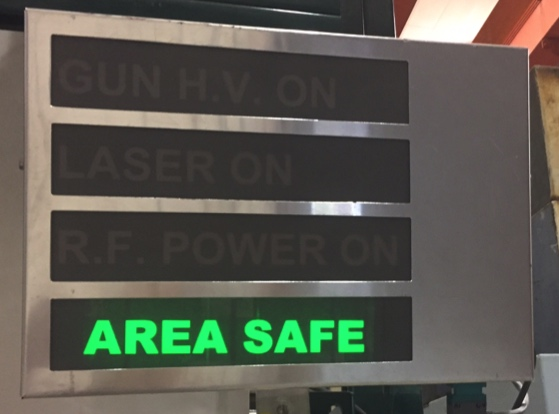 GUN H.V. ON
LASER ON
R.F. POWER ON
AREA SAFE